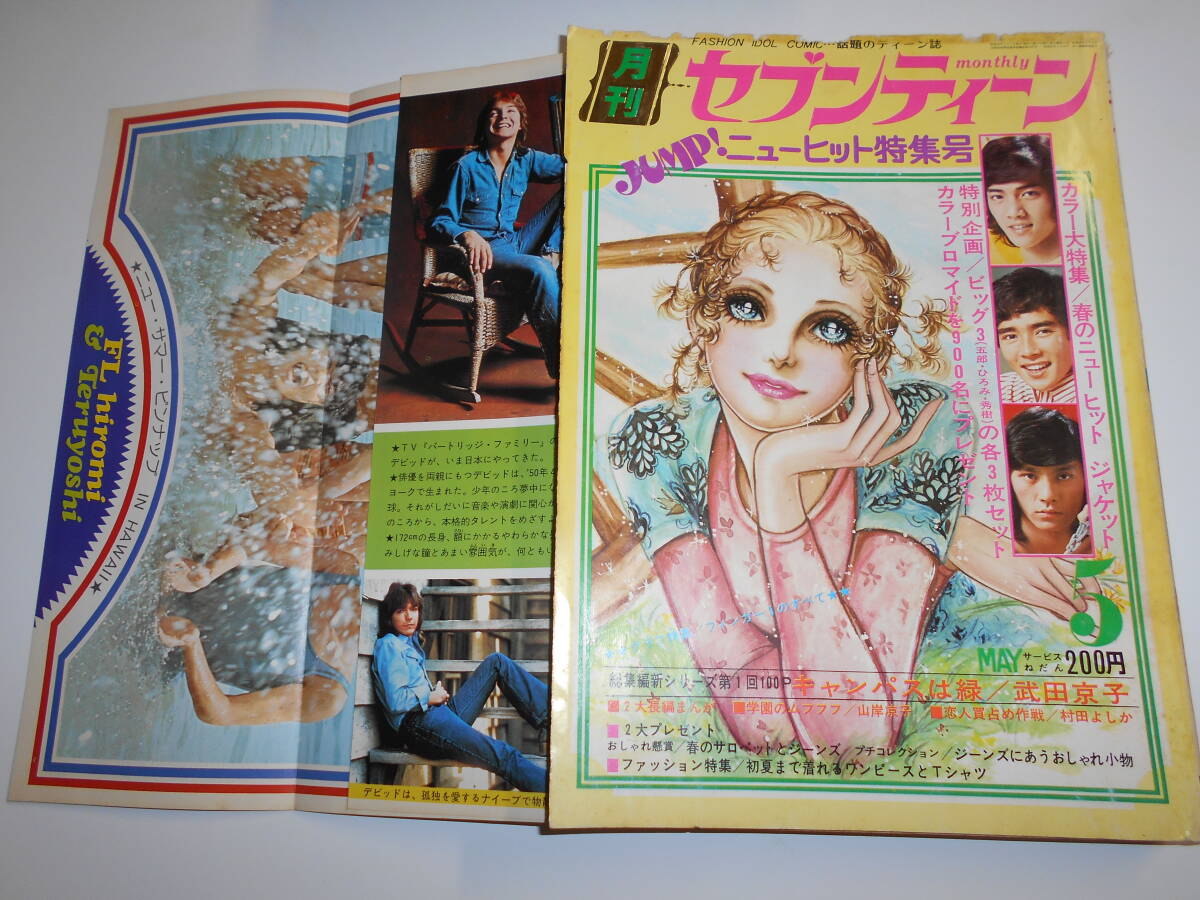 FASHION IDOL COMIC…話題のティーン誌
月刊
monthly
セブンティーン
JUMP!ニューヒット特集号
カラー大特集/春のニューヒット ジャケット
特別企画/ビッグ3(五郎・ひろみ・秀樹)の各3枚セット
カラーブロマイドを900名にプレゼント
5
MAY サービスねだん 200円
総集編新シリーズ第1回100P キャンパスは緑/武田京子
■2大長編まんが ■学園のムフフフ/山岸京子 ■恋人買占め作戦/村田よしか
■2大プレゼント
おしゃれ懸賞/春のサロペットとジーンズ/プチコレクション/ジーンズにあうおしゃれ小物
■ファッション特集/初夏まで着れるワンピースとTシャツ
★ニュー・サマー・ピンナップ IN HAWAII★
FL hiromi
& Teruyoshi
★TV『パートリッジ・ファミリー』の
デビッドが、いま日本にやってきた。
★俳優を両親にもつデビッドは、'50年4
ヨークで生まれた。少年のころ夢中にな
球。それがしだいに音楽や演劇に関心が
のころから、本格的タレントをめざすよ
★172cmの長身、額にかかるやわらかな
みしげな瞳とあまい雰囲気が、何ともい
デビッドは、孤独を愛するナイーブで物